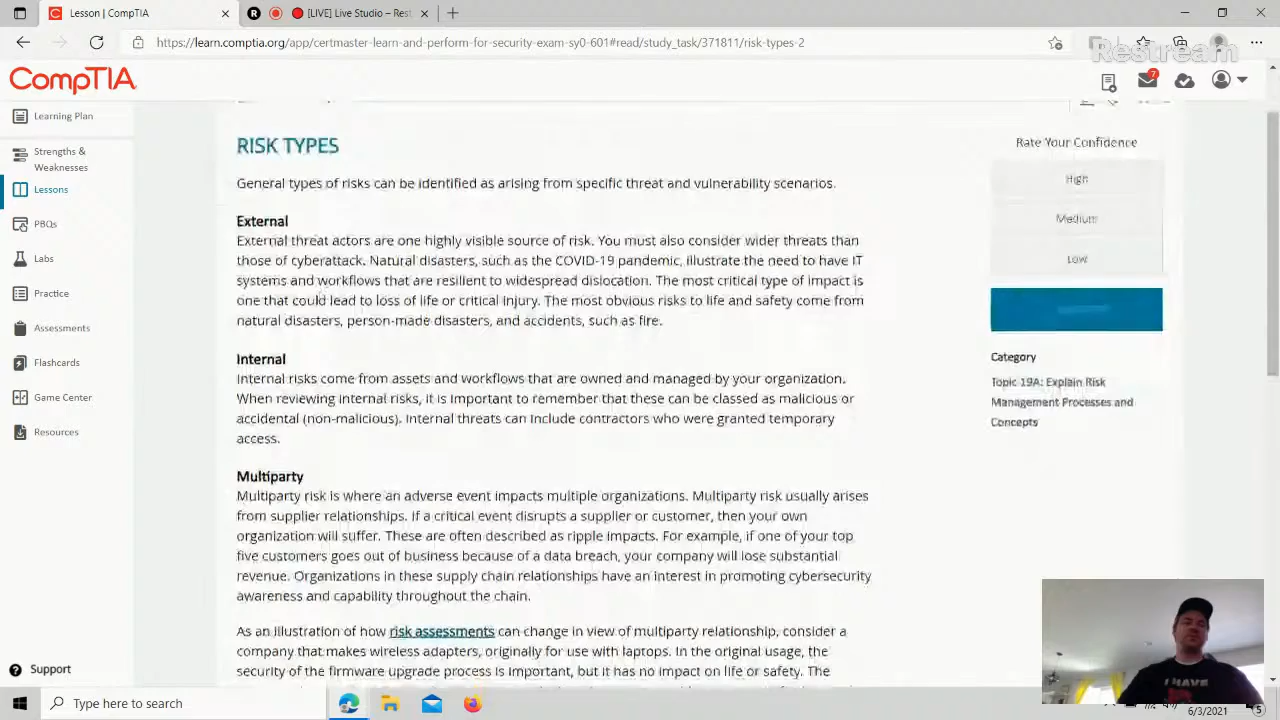 Lesson | CompTIA
[LIVE] Live Studio – Rest
https://learn.comptia.org/app/certmaster-learn-and-perform-for-security-exam-sy0-601#read/study_task/371811/risk-types-2
Restream
CompTIA
7
Learning Plan
Strengths &
Weaknesses
Lessons
PBQs
Labs
Practice
Assessments
Flashcards
Game Center
Resources
Support
RISK TYPES
General types of risks can be identified as arising from specific threat and vulnerability scenarios.
External
External threat actors are one highly visible source of risk. You must also consider wider threats than
those of cyberattack. Natural disasters, such as the COVID-19 pandemic, illustrate the need to have IT
systems and workflows that are resilient to widespread dislocation. The most critical type of impact is
one that could lead to loss of life or critical injury. The most obvious risks to life and safety come from
natural disasters, person-made disasters, and accidents, such as fire.
Internal
Internal risks come from assets and workflows that are owned and managed by your organization.
When reviewing internal risks, it is important to remember that these can be classed as malicious or
accidental (non-malicious). Internal threats can include contractors who were granted temporary
access.
Multiparty
Multiparty risk is where an adverse event impacts multiple organizations. Multiparty risk usually arises
from supplier relationships. If a critical event disrupts a supplier or customer, then your own
organization will suffer. These are often described as ripple impacts. For example, if one of your top
five customers goes out of business because of a data breach, your company will lose substantial
revenue. Organizations in these supply chain relationships have an interest in promoting cybersecurity
awareness and capability throughout the chain.
As an illustration of how risk assessments can change in view of multiparty relationship, consider a
company that makes wireless adapters, originally for use with laptops. In the original usage, the
security of the firmware upgrade process is important, but it has no impact on life or safety. The
Rate Your Confidence
High
Medium
Low
Category
Topic 19A: Explain Risk
Management Processes and
Concepts
I HAVE
Type here to search
6/3/2021
5